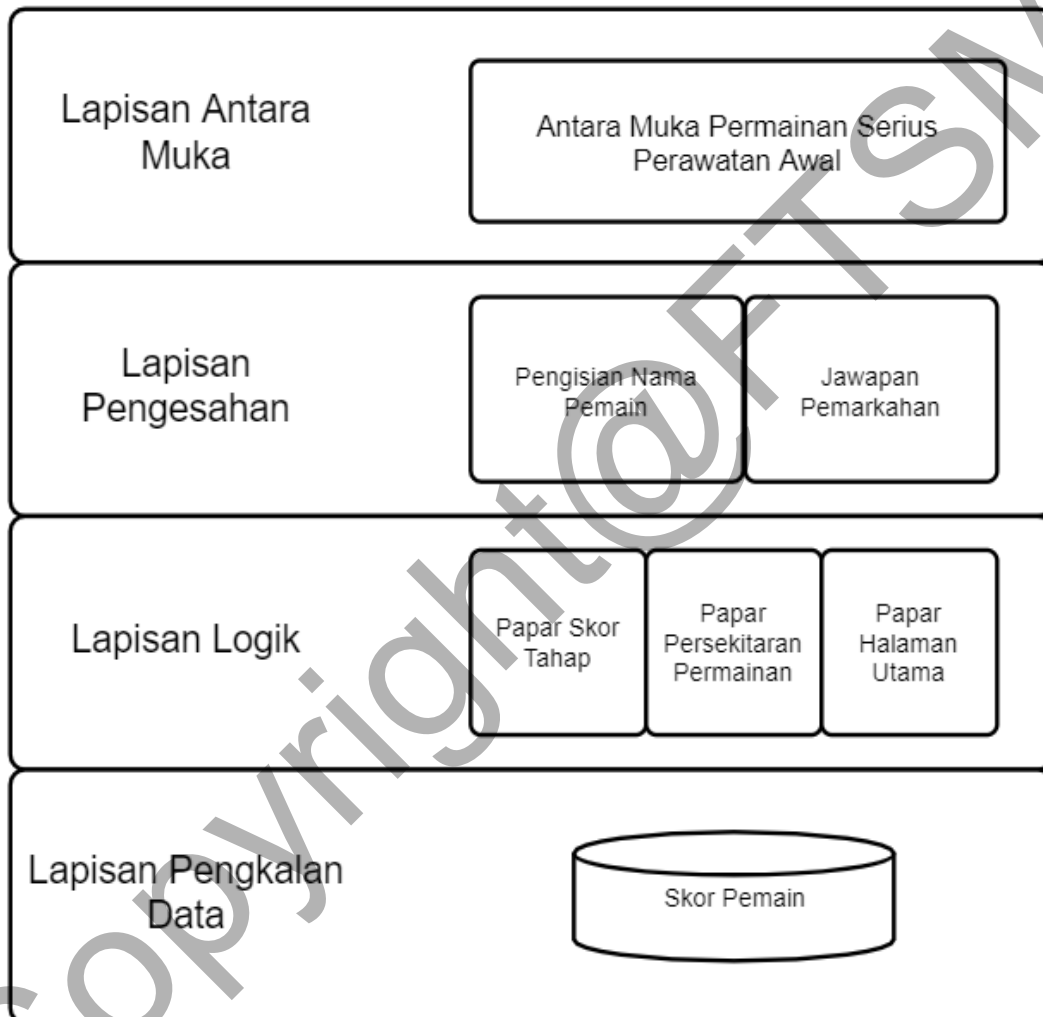 Lapisan Antara
Muka
Antara Muka Permainan Serius
Perawatan Awal
Lapisan
Pengesahan
Pengisian Nama
Pemain
Jawapan
Pemarkahan
Lapisan Logik
Papar Skor
Tahap
Papar
Persekitaran
Permainan
Papar
Halaman
Utama
Lapisan Pengkalan
Data
Skor Pemain
Copyright@FTSM